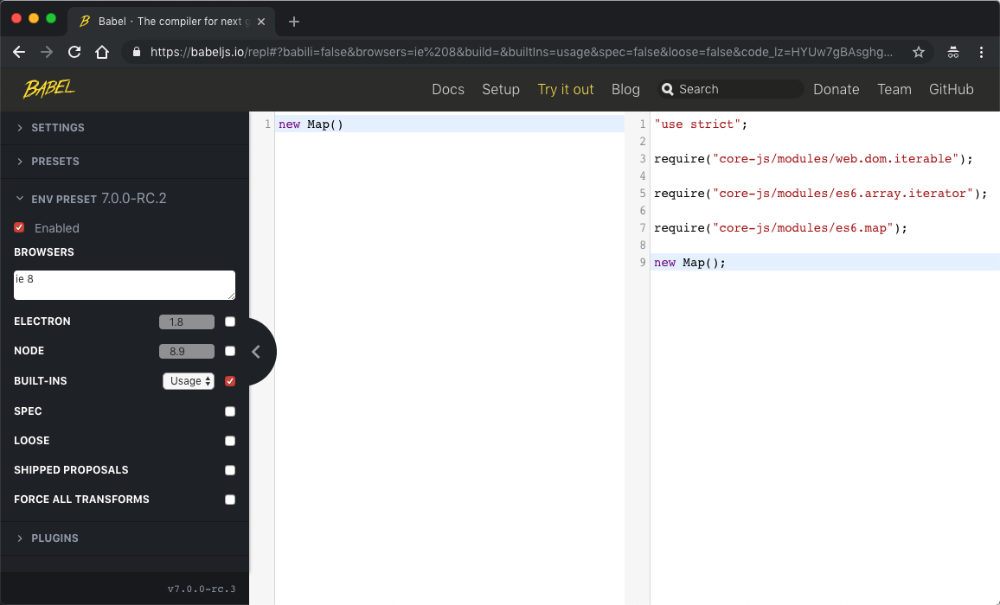 Babel · The compiler for next g
https://babeljs.io/repl#?babili=false&browsers=ie%208&build=&builtIns=usage&spec=false&loose=false&code_lz=HYUw7gBAsghg...
BABEL
Docs Setup Try it out Blog Search Donate Team GitHub
SETTINGS
PRESETS
ENV PRESET 7.0.0-RC.2
Enabled
BROWSERS
ie 8
ELECTRON 1.8
NODE 8.9
BUILT-INS Usage
SPEC
LOOSE
SHIPPED PROPOSALS
FORCE ALL TRANSFORMS
PLUGINS
v7.0.0-rc.3
1 new Map()
1 "use strict";
2
3 require("core-js/modules/web.dom.iterable");
4
5 require("core-js/modules/es6.array.iterator");
6
7 require("core-js/modules/es6.map");
8
9 new Map();